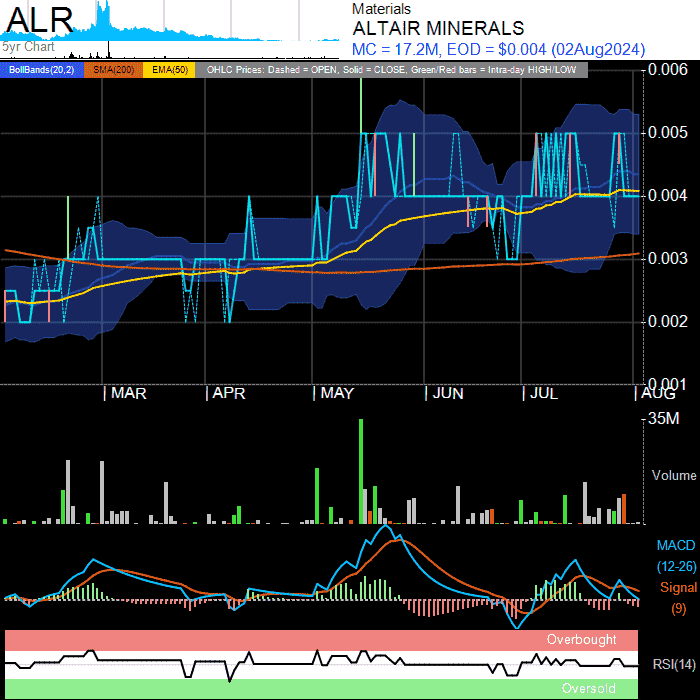 ALR
5yr Chart
Materials
ALTAIR MINERALS
MC = 17.2M, EOD = $0.004 (02Aug2024)
BollBands(20,2) SMA(200) EMA(50) OHLC Prices: Dashed = OPEN, Solid = CLOSE, Green/Red bars = Intra-day HIGH/LOW
0.006
0.005
0.004
0.003
0.002
0.001
MAR APR MAY JUN JUL AUG
35M
Volume
MACD
(12-26)
Signal
(9)
Overbought
RSI(14)
Oversold